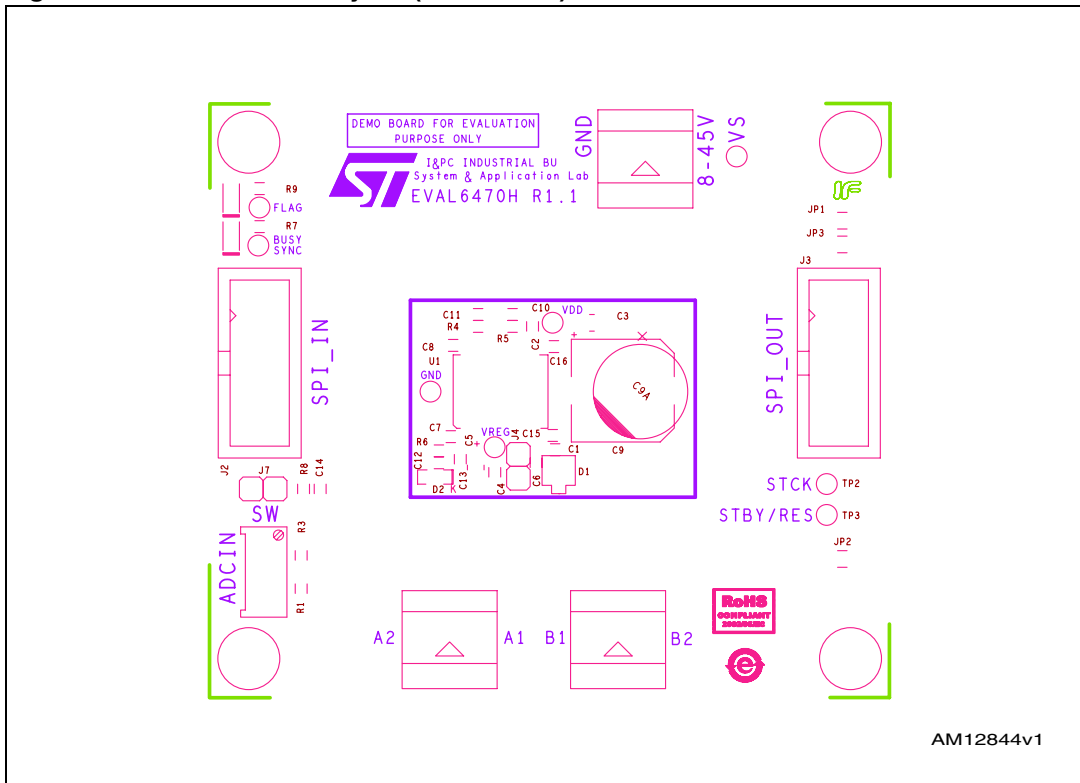 DEMO BOARD FOR EVALUATION
PURPOSE ONLY
ST
I&PC INDUSTRIAL BU
System & Application Lab
EVAL6470H R1.1
GND
8-45V
VS
R9
FLAG
R7
BUSY
SYNC
JP1
JP3
J3
SPI_IN
SPI_OUT
C11
R4
C10
VDD
C3
R5
C2
C8
U1
GND
C16
C9A
C7
R6
C12
C5
VREG
J4
C15
C1
C9
D2
K
C13
C4
C6
D1
J2
J7
R8
C14
SW
STCK
TP2
STBY/RES
TP3
JP2
ADCIN
R3
R1
A2
A1
B1
B2
RoHS
COMPLIANT
e
AM12844v1